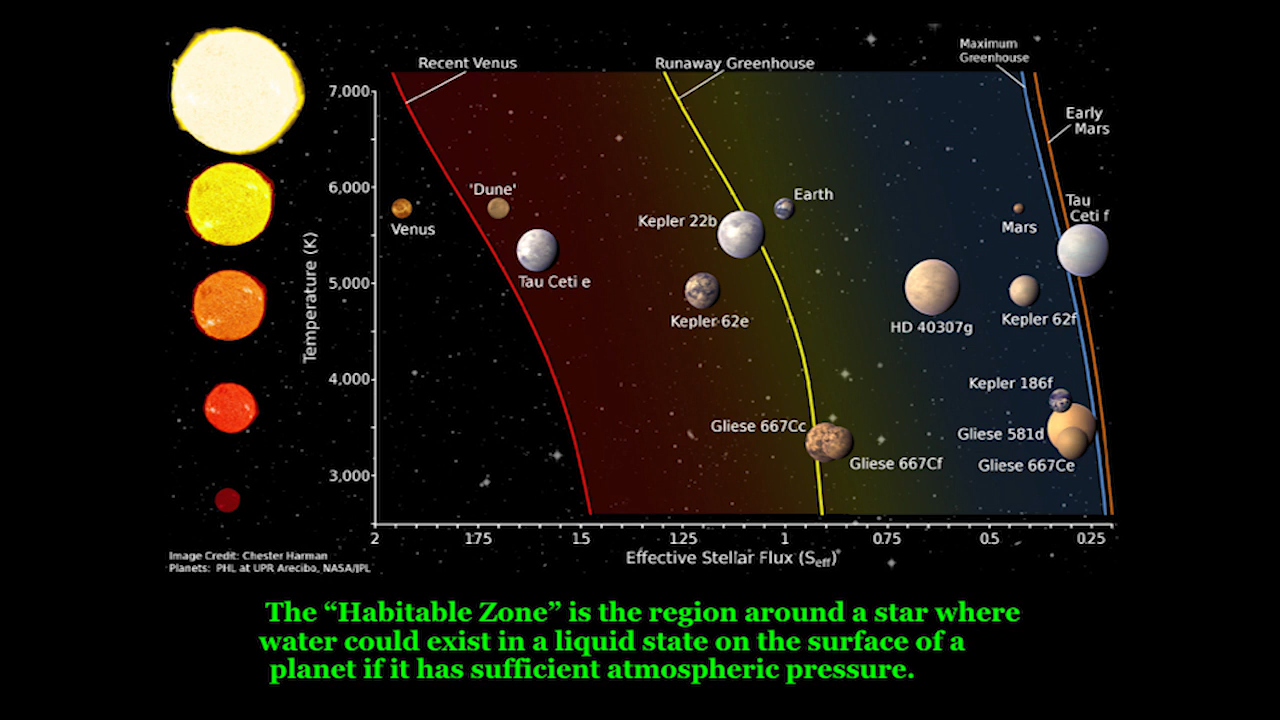 Maximum
Greenhouse
Recent Venus
Runaway Greenhouse
7,000
Early
Mars
6,000
'Dune'
Earth
Tau
Ceti f
Venus
Kepler 22b
Mars
5,000
Tau Ceti e
Kepler 62e
HD 40307g
Kepler 62f
Temperature (K)
4,000
Kepler 186f
Gliese 667Cc
Gliese 581d
Gliese 667Cf
Gliese 667Ce
3,000
2 1.75 1.5 1.25 1 0.75 0.5 0.25
Effective Stellar Flux (Seff)
Image Credit: Chester Harman
Planets: PHL at UPR Arecibo, NASA/JPL
The “Habitable Zone” is the region around a star where
water could exist in a liquid state on the surface of a
planet if it has sufficient atmospheric pressure.